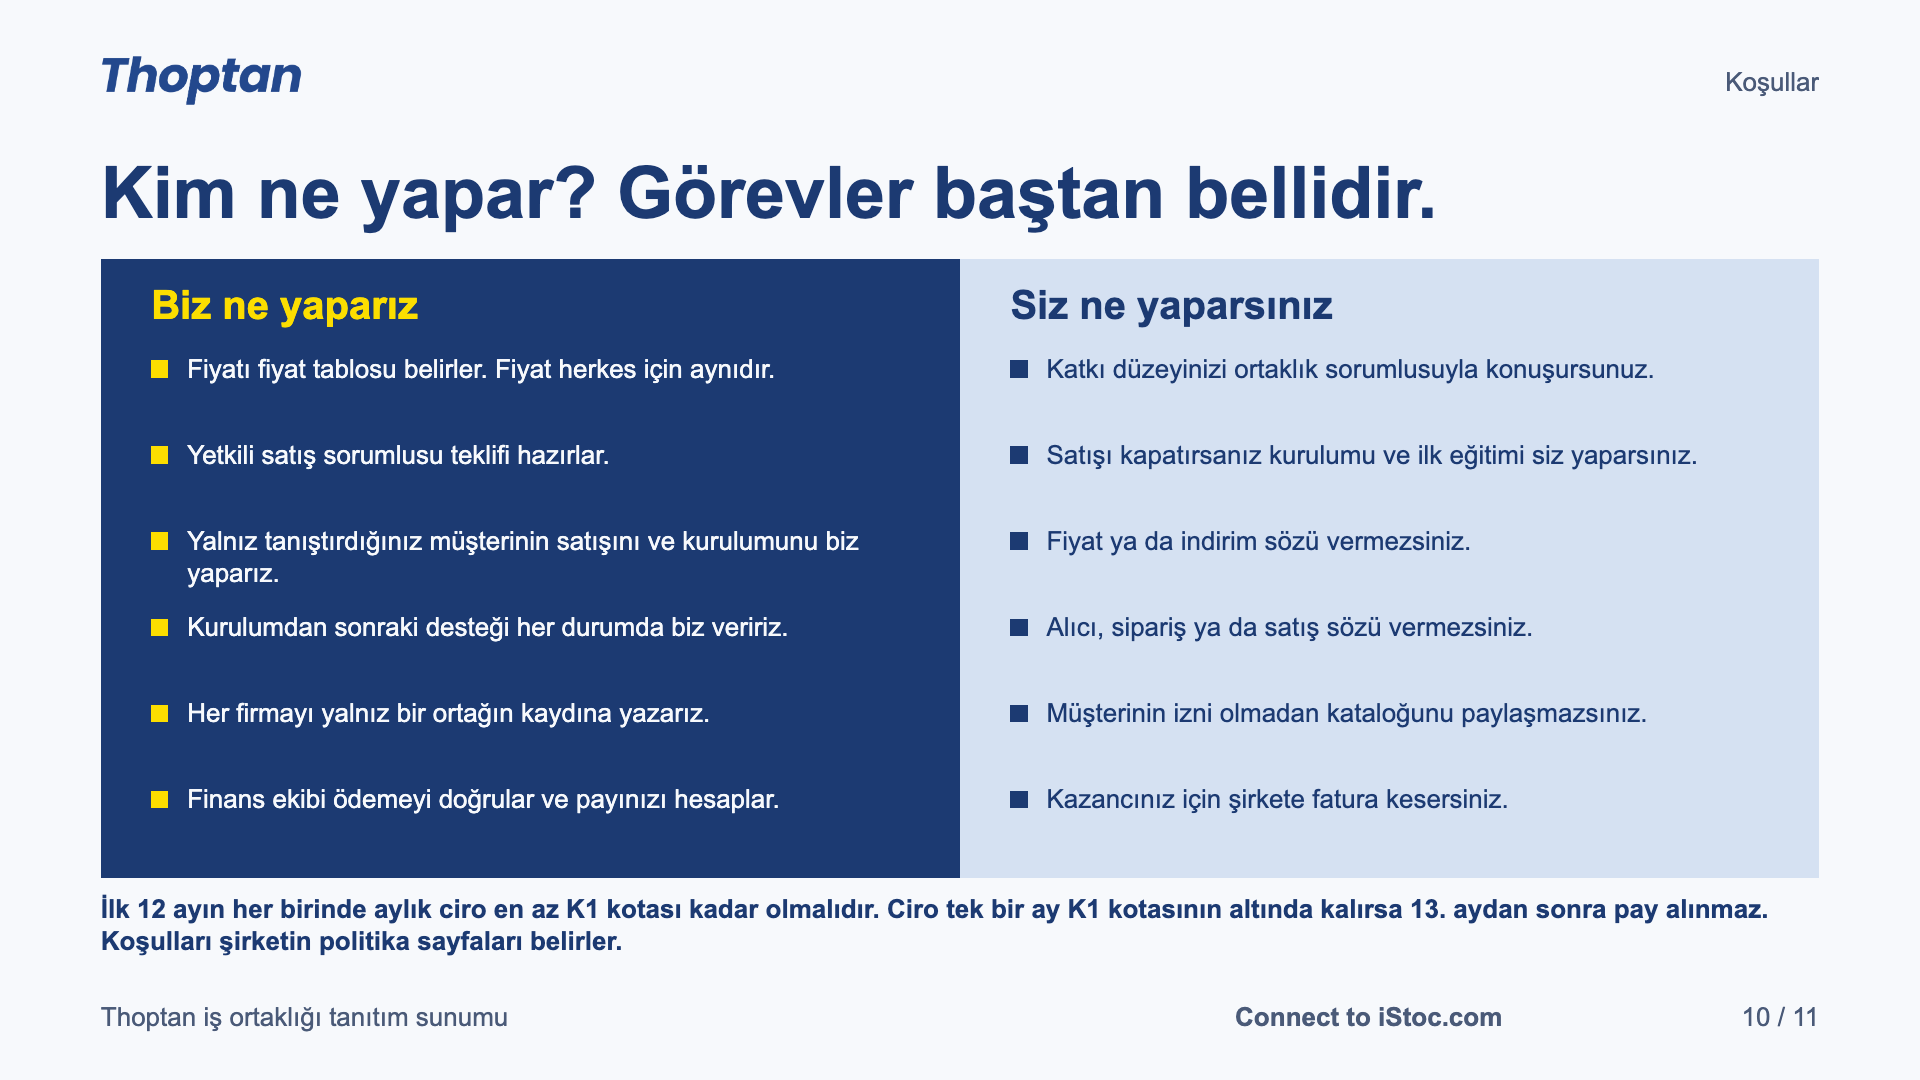 Thoptan
Koşullar
Kim ne yapar? Görevler baştan bellidir.
Biz ne yaparız
Fiyatı fiyat tablosu belirler. Fiyat herkes için aynıdır.
Yetkili satış sorumlusu teklifi hazırlar.
Yalnız tanıştırdığınız müşterinin satışını ve kurulumunu biz
yaparız.
Kurulumdan sonraki desteği her durumda biz veririz.
Her firmayı yalnız bir ortağın kaydına yazarız.
Finans ekibi ödemeyi doğrular ve payınızı hesaplar.
Siz ne yaparsınız
Katkı düzeyinizi ortaklık sorumlusuyla konuşursunuz.
Satışı kapatırsanız kurulumu ve ilk eğitimi siz yaparsınız.
Fiyat ya da indirim sözü vermezsiniz.
Alıcı, sipariş ya da satış sözü vermezsiniz.
Müşterinin izni olmadan kataloğunu paylaşmazsınız.
Kazancınız için şirkete fatura kesersiniz.
İlk 12 ayın her birinde aylık ciro en az K1 kotası kadar olmalıdır. Ciro tek bir ay K1 kotasının altında kalırsa 13. aydan sonra pay alınmaz.
Koşulları şirketin politika sayfaları belirler.
Thoptan iş ortaklığı tanıtım sunumu
Connect to iStoc.com
10 / 11